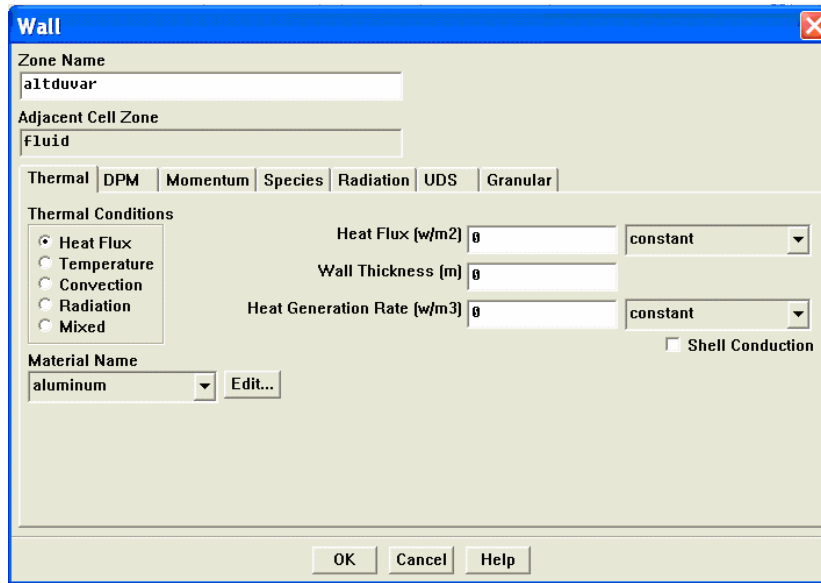 Wall
Zone Name
altduvar
Adjacent Cell Zone
fluid
Thermal DPM Momentum Species Radiation UDS Granular
Thermal Conditions
Heat Flux
Temperature
Convection
Radiation
Mixed
Heat Flux (w/m2) 0 constant
Wall Thickness (m) 0
Heat Generation Rate (w/m3) 0 constant
Shell Conduction
Material Name
aluminum Edit...
OK Cancel Help